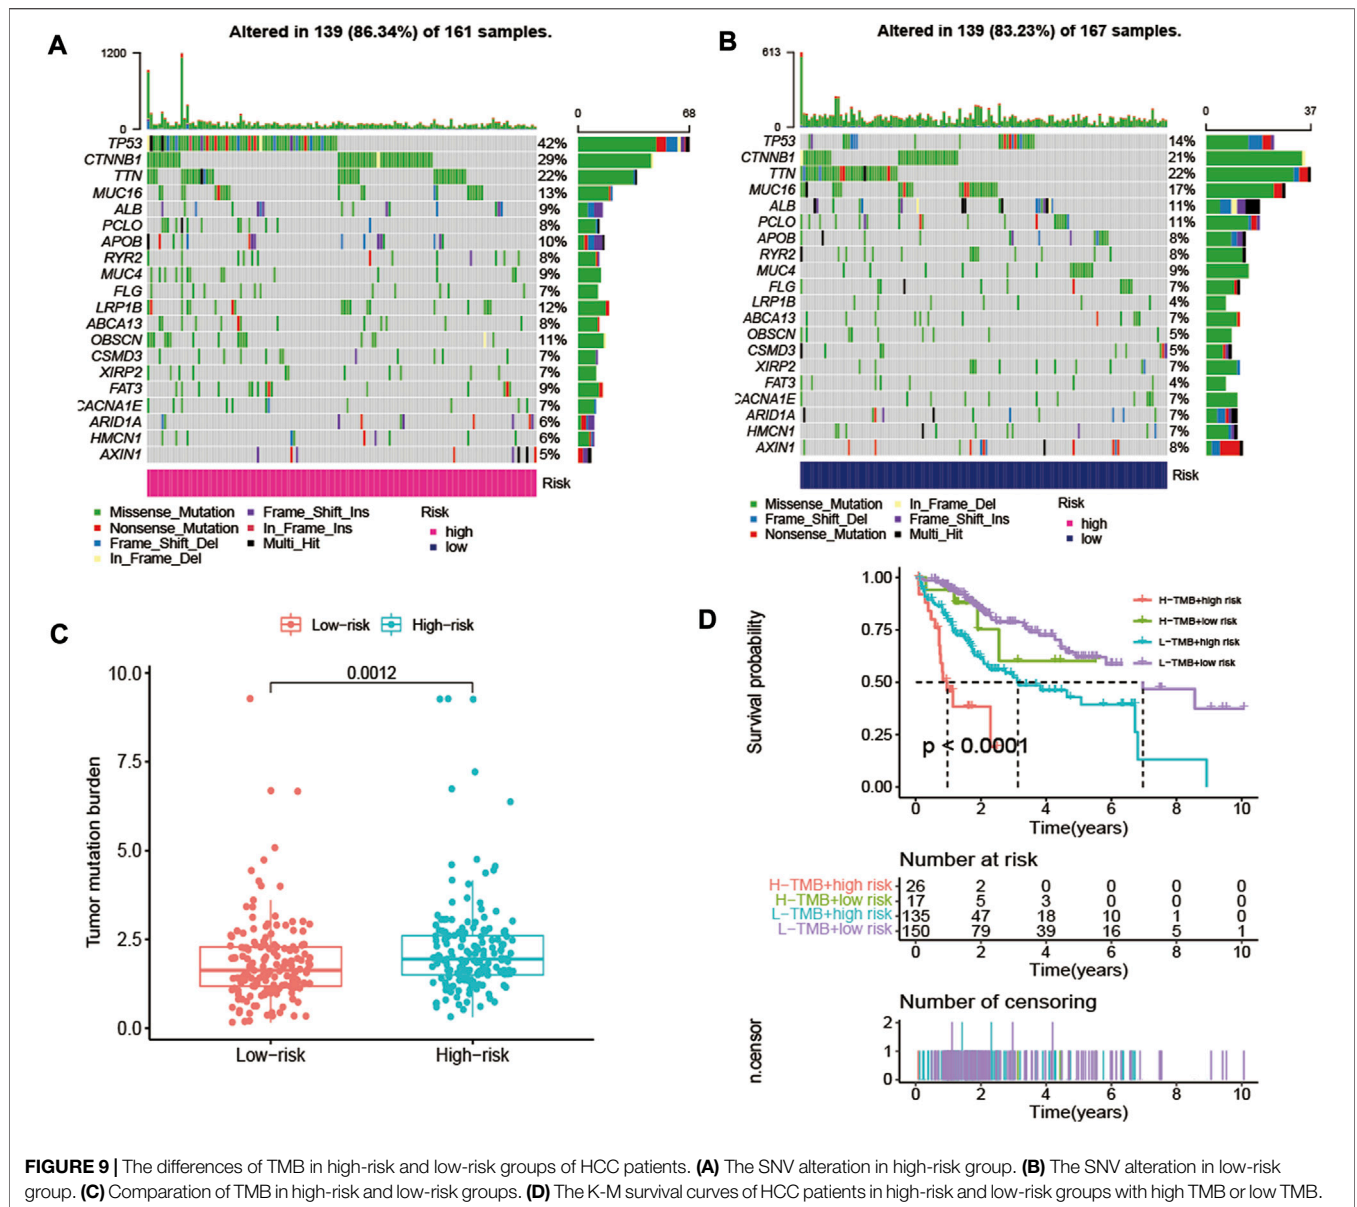 A
Altered in 139 (86.34%) of 161 samples.
1200
0
0 68
TP53 42%
CTNNB1 29%
TTN 22%
MUC16 13%
ALB 9%
PCLO 8%
APOB 10%
RYR2 8%
MUC4 9%
FLG 7%
LRP1B 12%
ABCA13 8%
OBSCN 11%
CSMD3 7%
XIRP2 7%
FAT3 9%
CACNA1E 7%
ARID1A 6%
HMCN1 6%
AXIN1 5%
Risk
Missense_Mutation Frame_Shift_Ins Risk
Nonsense_Mutation In_Frame_Ins high
Frame_Shift_Del Multi_Hit low
In_Frame_Del
B
Altered in 139 (83.23%) of 167 samples.
613
0
0 37
TP53 14%
CTNNB1 21%
TTN 22%
MUC16 17%
ALB 11%
PCLO 11%
APOB 8%
RYR2 8%
MUC4 9%
FLG 7%
LRP1B 4%
ABCA13 7%
OBSCN 5%
CSMD3 5%
XIRP2 7%
FAT3 4%
CACNA1E 7%
ARID1A 7%
HMCN1 7%
AXIN1 8%
Risk
Missense_Mutation In_Frame_Del Risk
Frame_Shift_Del Frame_Shift_Ins high
Nonsense_Mutation Multi_Hit low
C
Low-risk High-risk
0.0012
10.0
7.5
5.0
2.5
0.0
Tumor mutation burden
Low-risk High-risk
D
1.00
0.75
0.50
0.25
0.00
Survival probability
H-TMB+high risk
H-TMB+low risk
L-TMB+high risk
L-TMB+low risk
p < 0.0001
0 2 4 6 8 10
Time(years)
Number at risk
H-TMB+high risk 26 2 0 0 0 0
H-TMB+low risk 17 5 3 0 0 0
L-TMB+high risk 135 47 18 10 1 0
L-TMB+low risk 150 79 39 16 5 1
0 2 4 6 8 10
Time(years)
Number of censoring
n.censor
2
1
0
0 2 4 6 8 10
Time(years)
FIGURE 9 | The differences of TMB in high-risk and low-risk groups of HCC patients. (A) The SNV alteration in high-risk group. (B) The SNV alteration in low-risk
group. (C) Comparation of TMB in high-risk and low-risk groups. (D) The K-M survival curves of HCC patients in high-risk and low-risk groups with high TMB or low TMB.